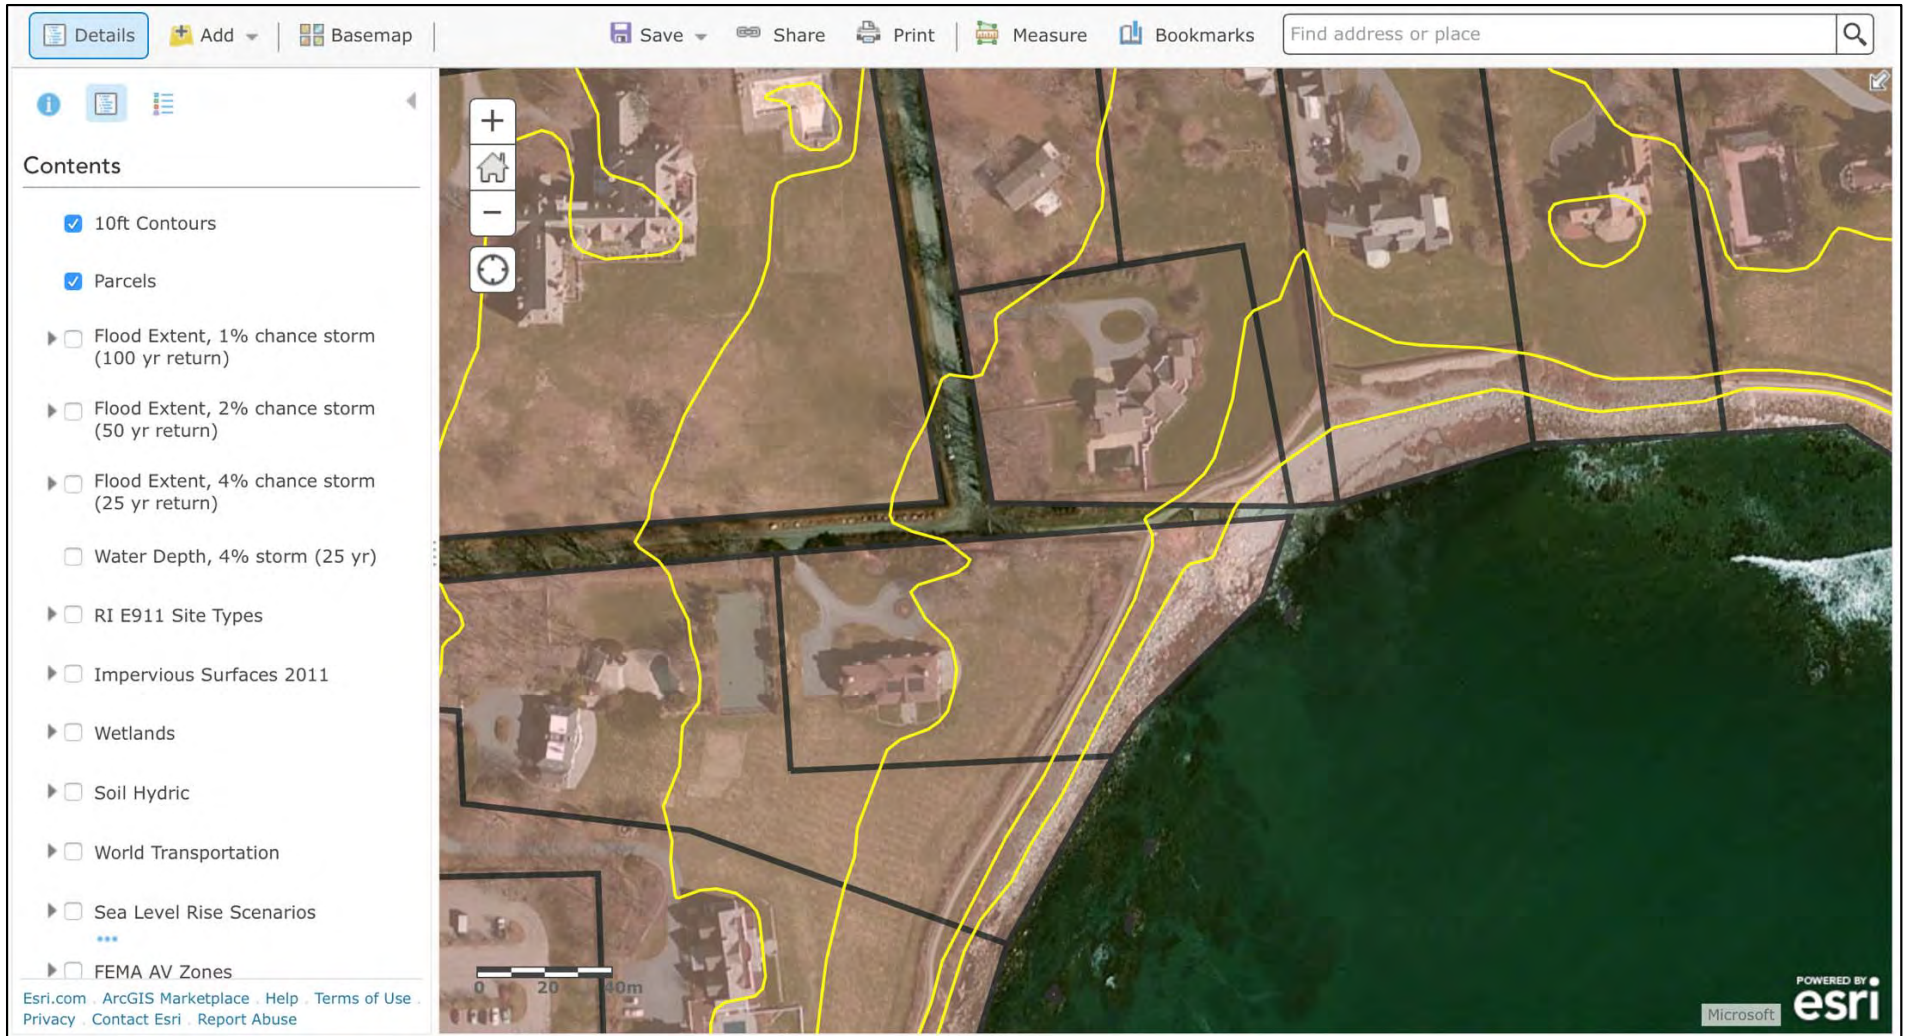 Details
Add
Basemap
Save
Share
Print
Measure
Bookmarks
Find address or place
Contents
10ft Contours
Parcels
Flood Extent, 1% chance storm
(100 yr return)
Flood Extent, 2% chance storm
(50 yr return)
Flood Extent, 4% chance storm
(25 yr return)
Water Depth, 4% storm (25 yr)
RI E911 Site Types
Impervious Surfaces 2011
Wetlands
Soil Hydric
World Transportation
Sea Level Rise Scenarios
FEMA AV Zones
Esri.com . ArcGIS Marketplace . Help . Terms of Use .
Privacy . Contact Esri . Report Abuse
0 20 40m
Microsoft
POWERED BY
esri